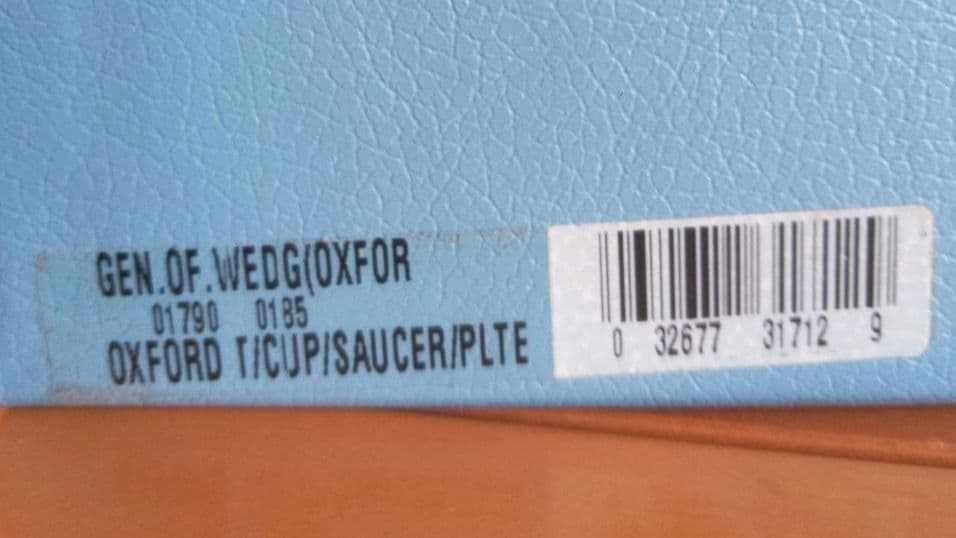 GEN.OF.WEDG(OXFOR
01790 0185
OXFORD T/CUP/SAUCER/PLTE
0 32677 31712 9